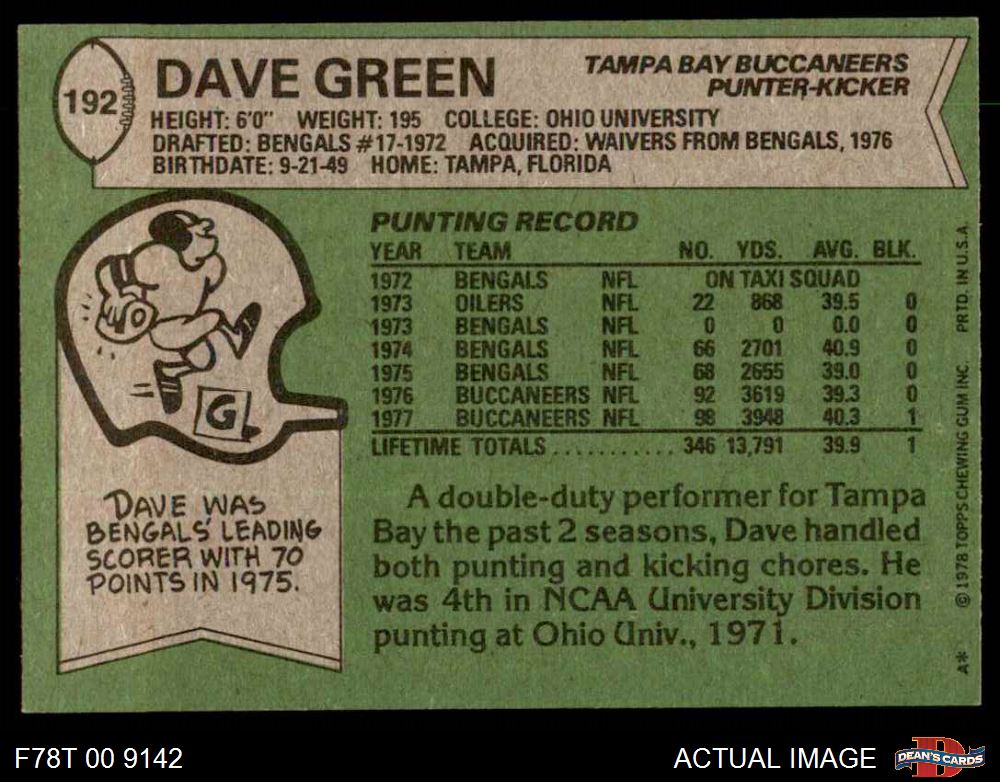 192
DAVE GREEN
TAMPA BAY BUCCANEERS
PUNTER-KICKER
HEIGHT: 6'0" WEIGHT: 195 COLLEGE: OHIO UNIVERSITY
DRAFTED: BENGALS #17-1972 ACQUIRED: WAIVERS FROM BENGALS, 1976
BIRTHDATE: 9-21-49 HOME: TAMPA, FLORIDA
PUNTING RECORD
YEAR TEAM NO. YDS. AVG. BLK.
1972 BENGALS NFL ON TAXI SQUAD
1973 OILERS NFL 22 868 39.5 0
1973 BENGALS NFL 0 0 0.0 0
1974 BENGALS NFL 66 2701 40.9 0
1975 BENGALS NFL 68 2655 39.0 0
1976 BUCCANEERS NFL 92 3619 39.3 0
1977 BUCCANEERS NFL 98 3948 40.3 1
LIFETIME TOTALS........... 346 13,791 39.9 1
G
DAVE WAS
BENGALS' LEADING
SCORER WITH 70
POINTS IN 1975.
A double-duty performer for Tampa
Bay the past 2 seasons, Dave handled
both punting and kicking chores. He
was 4th in NCAA University Division
punting at Ohio Univ., 1971.
A* © 1978 TOPPS CHEWING GUM INC. PRTD. IN U.S.A.
F78T 00 9142
ACTUAL IMAGE
D
DEAN'S CARDS